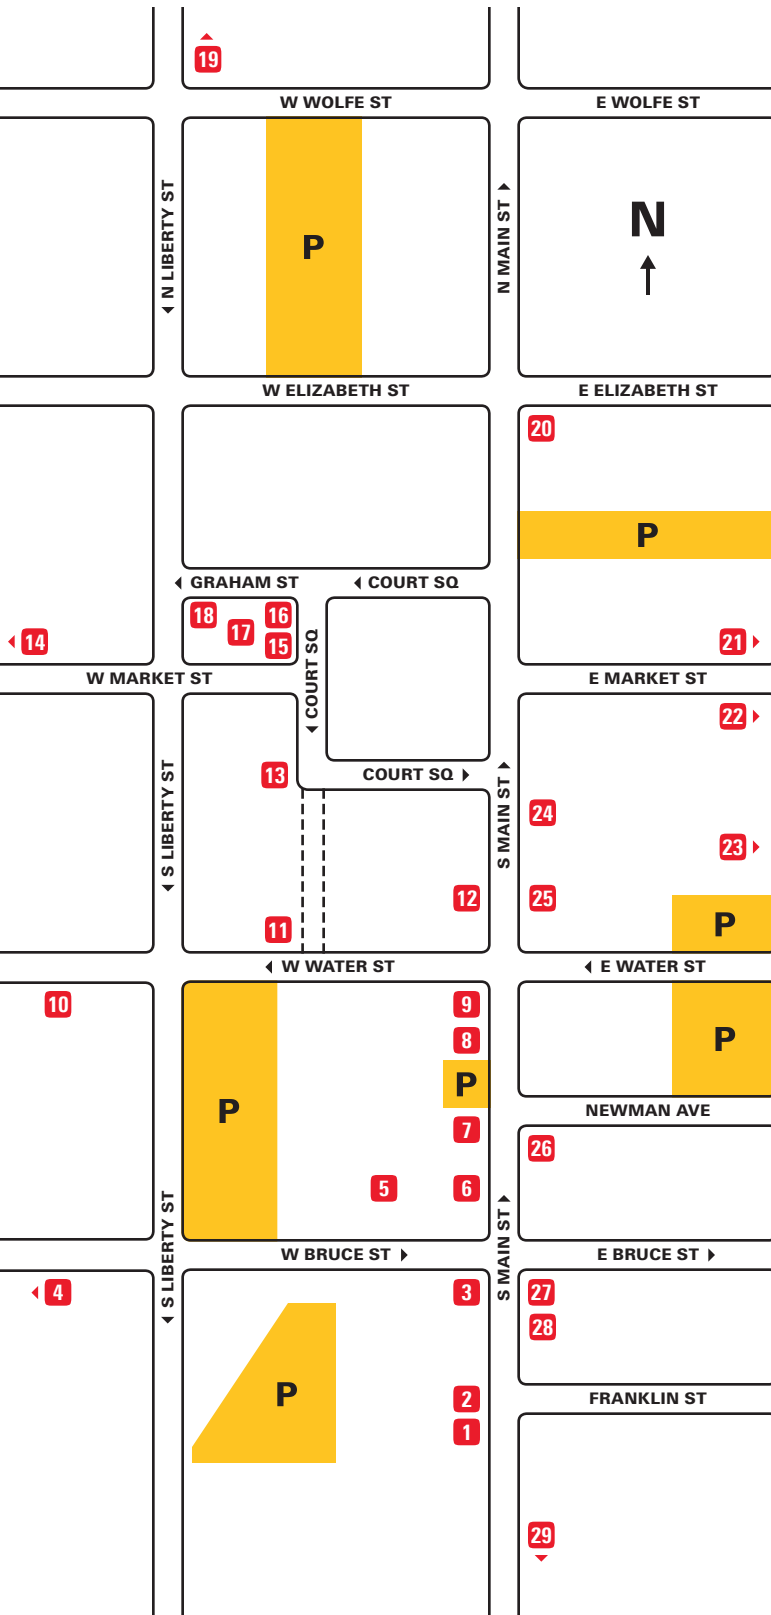 19
W WOLFE ST
E WOLFE ST
N LIBERTY ST
P
N MAIN ST
N
W ELIZABETH ST
E ELIZABETH ST
20
P
GRAHAM ST
COURT SQ
18
17
16
15
COURT SQ
14
21
W MARKET ST
E MARKET ST
22
S LIBERTY ST
13
COURT SQ
S MAIN ST
24
23
12
25
11
P
W WATER ST
E WATER ST
10
9
8
P
P
P
NEWMAN AVE
7
26
5
6
S LIBERTY ST
S MAIN ST
W BRUCE ST
E BRUCE ST
4
3
27
28
P
2
1
FRANKLIN ST
29